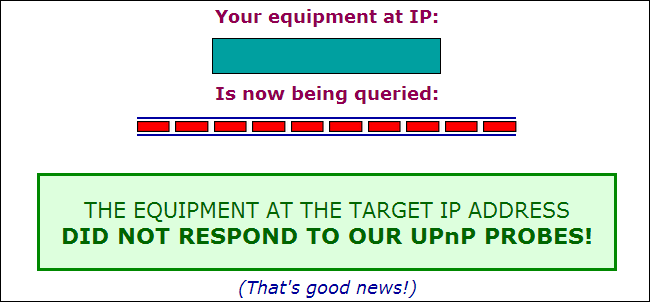 Your equipment at IP:
Is now being queried:
THE EQUIPMENT AT THE TARGET IP ADDRESS
DID NOT RESPOND TO OUR UPnP PROBES!
(That's good news!)